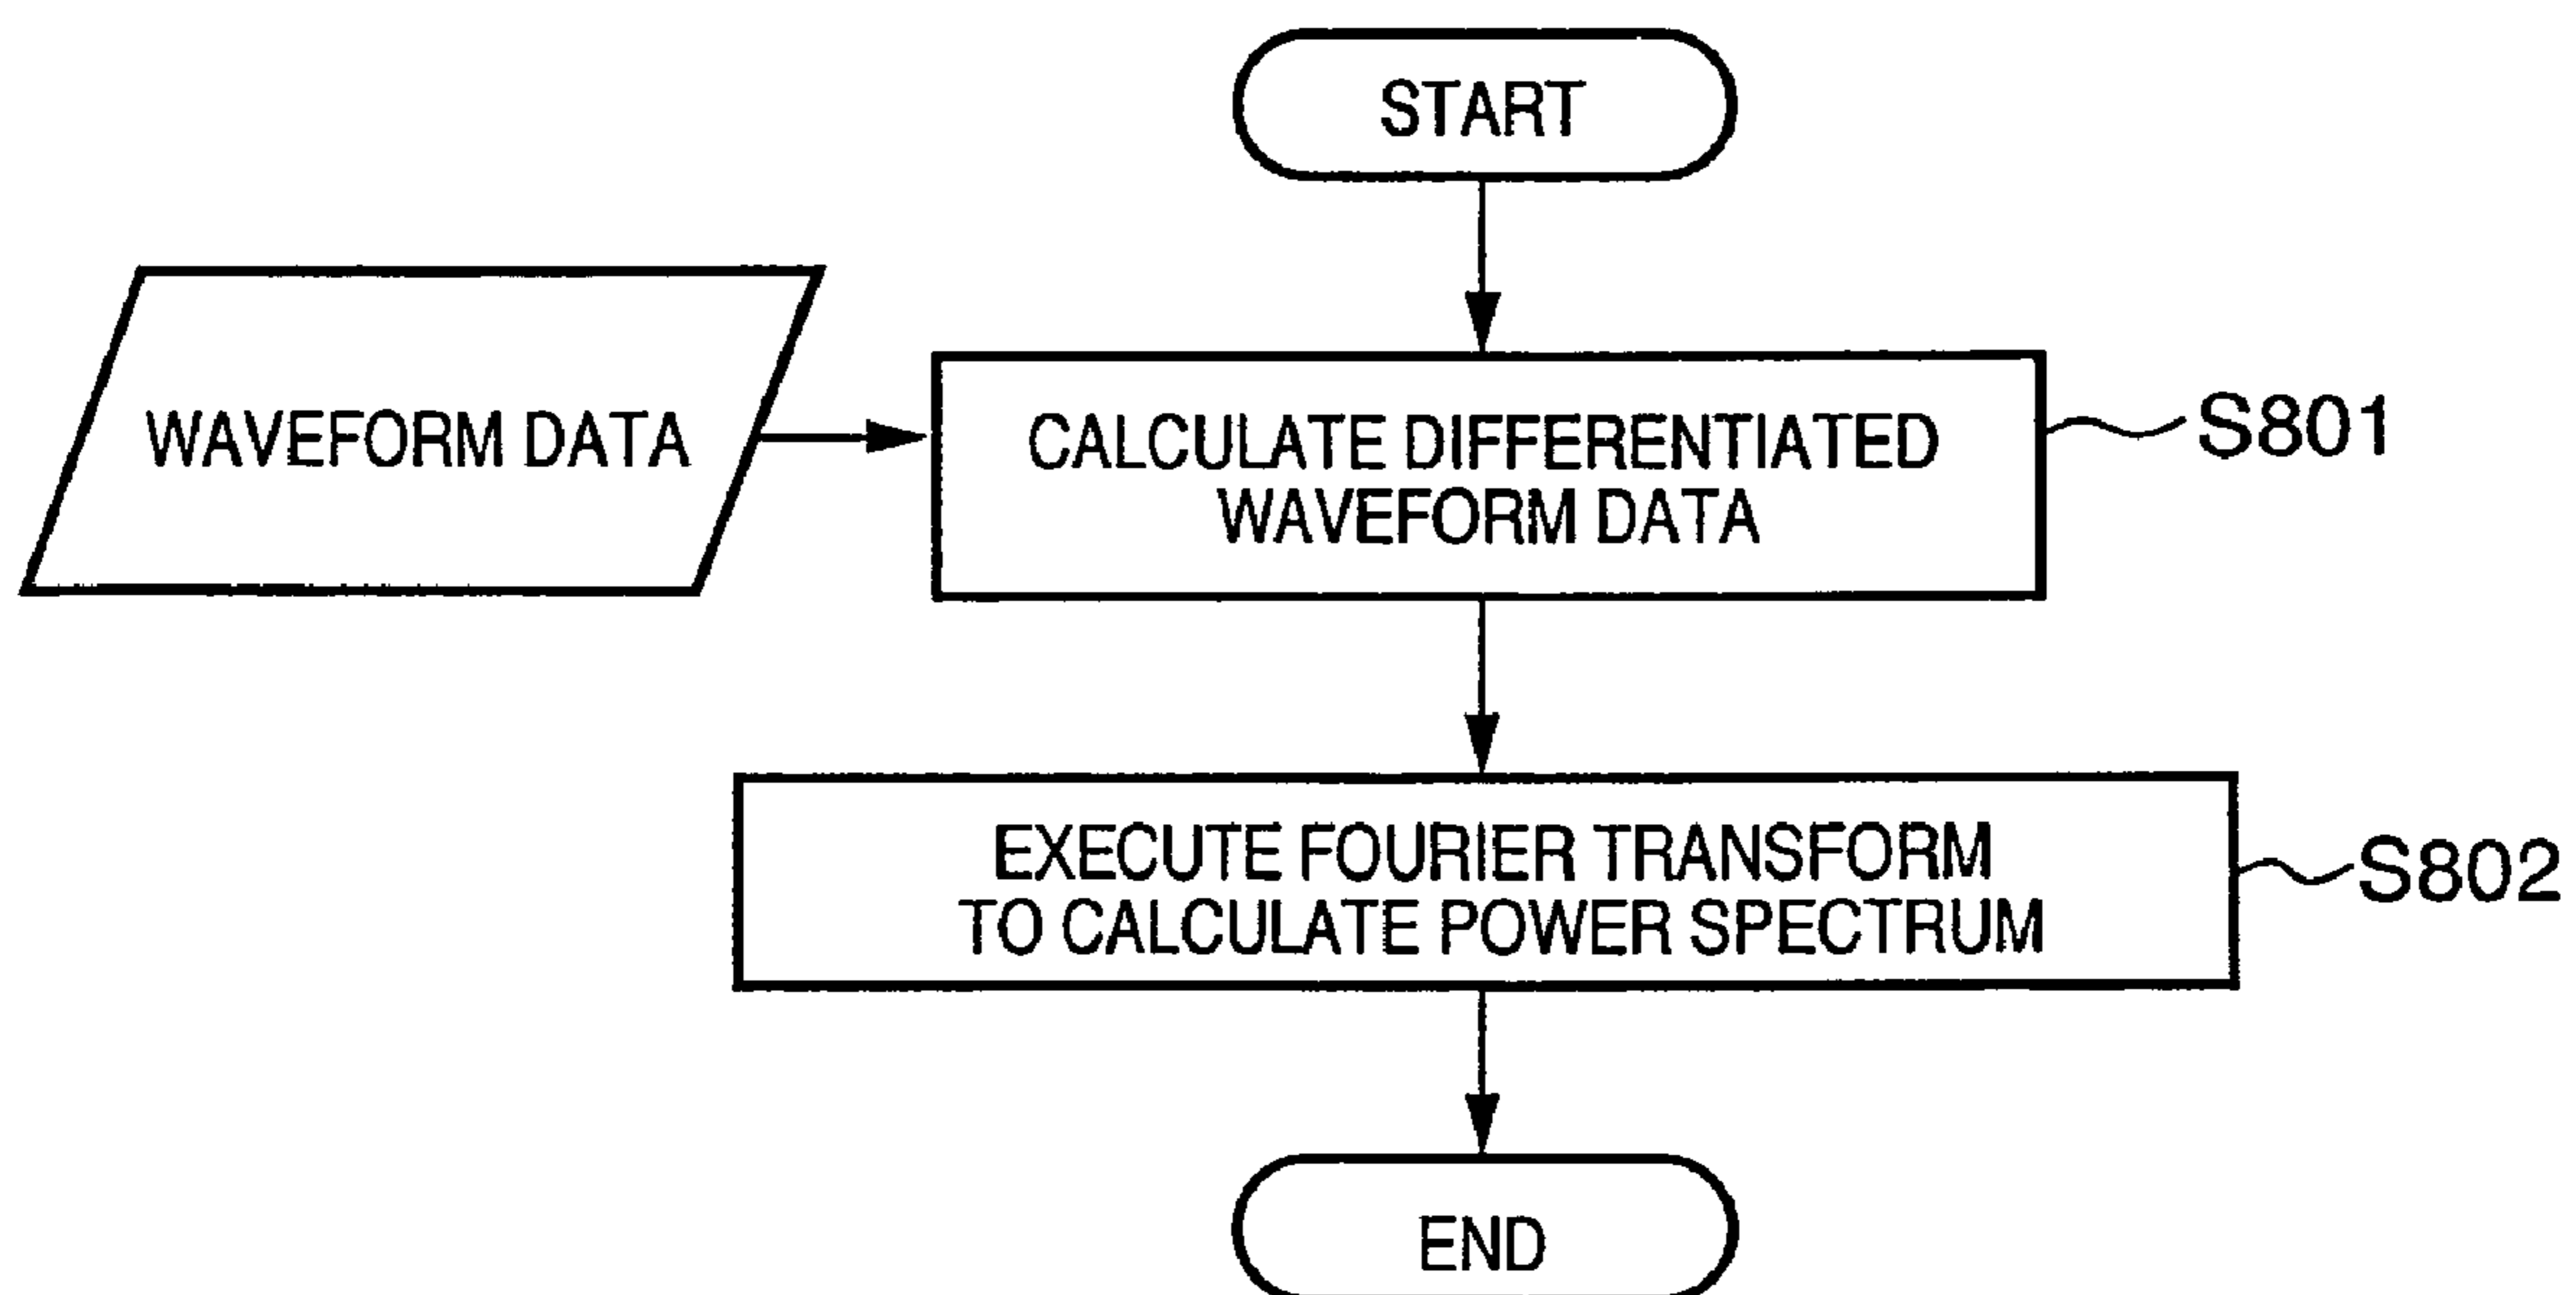 START
WAVEFORM DATA
CALCULATE DIFFERENTIATED
WAVEFORM DATA
S801
EXECUTE FOURIER TRANSFORM
TO CALCULATE POWER SPECTRUM
S802
END